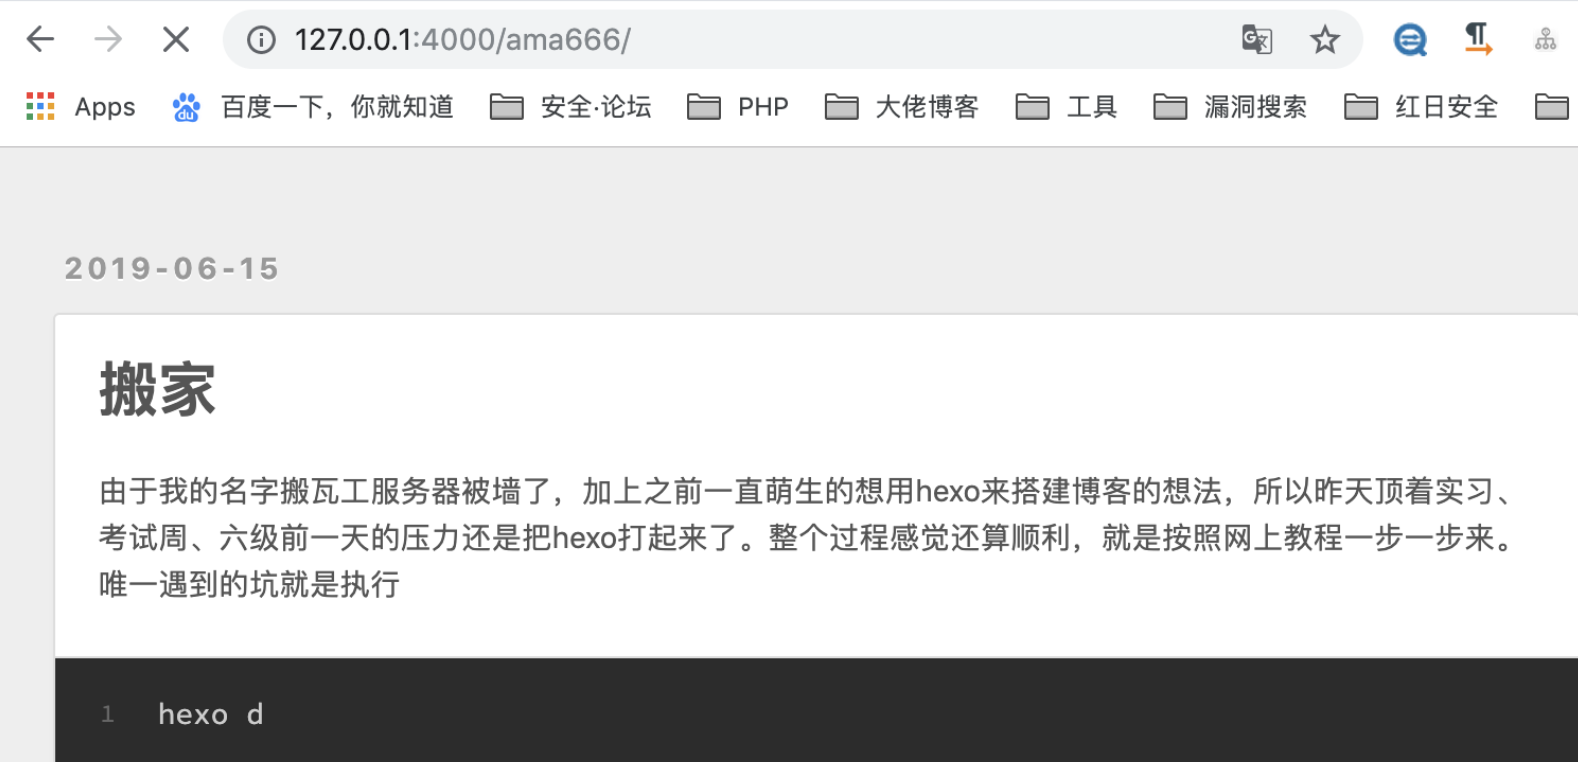 127.0.0.1:4000/ama666/
Apps 百度一下，你就知道 安全·论坛 PHP 大佬博客 工具 漏洞搜索 红日安全
2019-06-15
搬家
由于我的名字搬瓦工服务器被墙了，加上之前一直萌生的想用hexo来搭建博客的想法，所以昨天顶着实习、
考试周、六级前一天的压力还是把hexo打起来了。整个过程感觉还算顺利，就是按照网上教程一步一步来。
唯一遇到的坑就是执行
1 hexo d